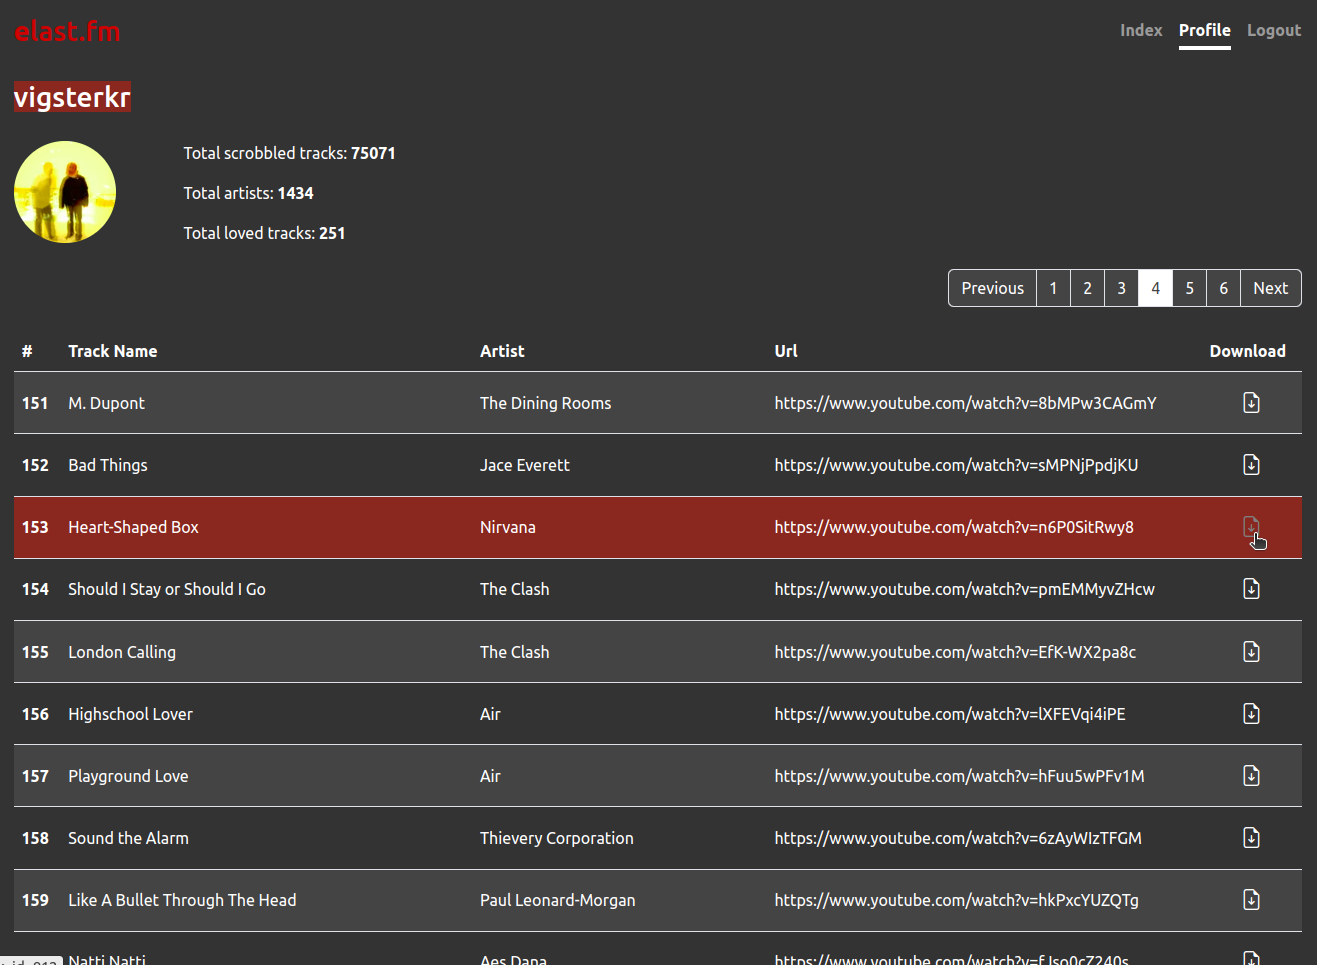 elast.fm
Index Profile Logout
vigsterkr
Total scrobbled tracks: 75071
Total artists: 1434
Total loved tracks: 251
Previous 1 2 3 4 5 6 Next
# Track Name Artist Url Download
151 M. Dupont The Dining Rooms https://www.youtube.com/watch?v=8bMPw3CAGmY
152 Bad Things Jace Everett https://www.youtube.com/watch?v=sMPNjPpdjKU
153 Heart-Shaped Box Nirvana https://www.youtube.com/watch?v=n6P0SitRwy8
154 Should I Stay or Should I Go The Clash https://www.youtube.com/watch?v=pmEMMyvZHcw
155 London Calling The Clash https://www.youtube.com/watch?v=EfK-WX2pa8c
156 Highschool Lover Air https://www.youtube.com/watch?v=lXFEVqi4iPE
157 Playground Love Air https://www.youtube.com/watch?v=hFuu5wPFv1M
158 Sound the Alarm Thievery Corporation https://www.youtube.com/watch?v=6zAyWIzTFGM
159 Like A Bullet Through The Head Paul Leonard-Morgan https://www.youtube.com/watch?v=hkPxcYUZQTg
Natti Natti Aes Dana